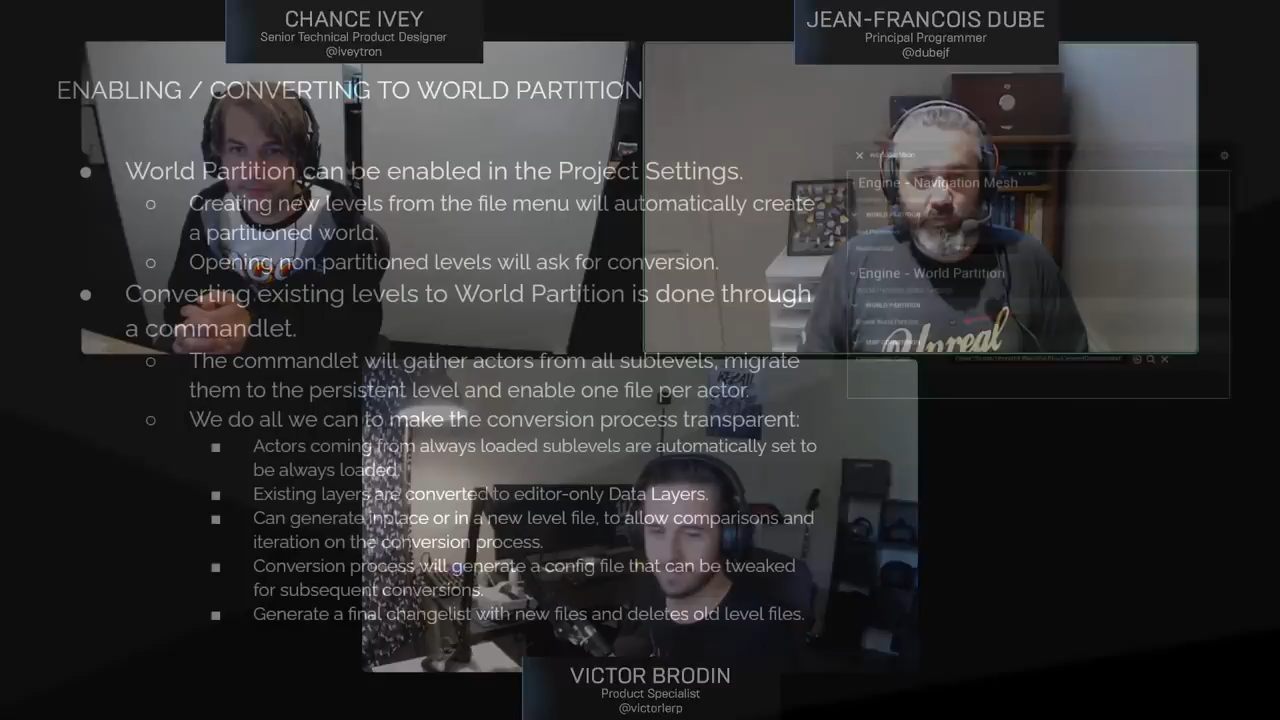 CHANCE IVEY
Senior Technical Product Designer
@iveytron
JEAN-FRANCOIS DUBE
Principal Programmer
@dubejf
ENABLING / CONVERTING TO WORLD PARTITION
● World Partition can be enabled in the Project Settings.
○ Creating new levels from the file menu will automatically create
a partitioned world.
○ Opening non partitioned levels will ask for conversion.
● Converting existing levels to World Partition is done through
a commandlet.
○ The commandlet will gather actors from all sublevels, migrate
them to the persistent level and enable one file per actor.
○ We do all we can to make the conversion process transparent:
■ Actors coming from always loaded sublevels are automatically set to
be always loaded.
■ Existing layers are converted to editor-only Data Layers.
■ Can generate inplace or in a new level file, to allow comparisons and
iteration on the conversion process.
■ Conversion process will generate a config file that can be tweaked
for subsequent conversions.
■ Generate a final changelist with new files and deletes old level files.
Engine - Navigation Mesh
WORLD PARTITION
Engine - World Partition
WORLD PARTITION
Unreal
VICTOR BRODIN
Product Specialist
@victorlerp